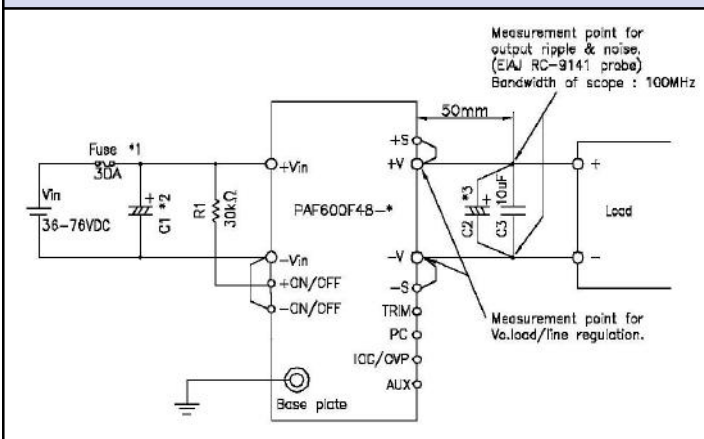 Measurement point for
output ripple & noise.
(EIAJ RC-9141 probe)
Bandwidth of scope : 100MHz
50mm
Fuse *1
30A
+S
+Vin
+V
Vin
36-76VDC
C1 *2
+
R1
30kΩ
PAF600F48-*
C2 *3
+
C3 10uF
+
Load
-Vin
-V
-
+ON/OFF
-S
-ON/OFF
TRIM
Measurement point for
Vo.load/line regulation.
PC
IOG/OVP
AUX
Base plate